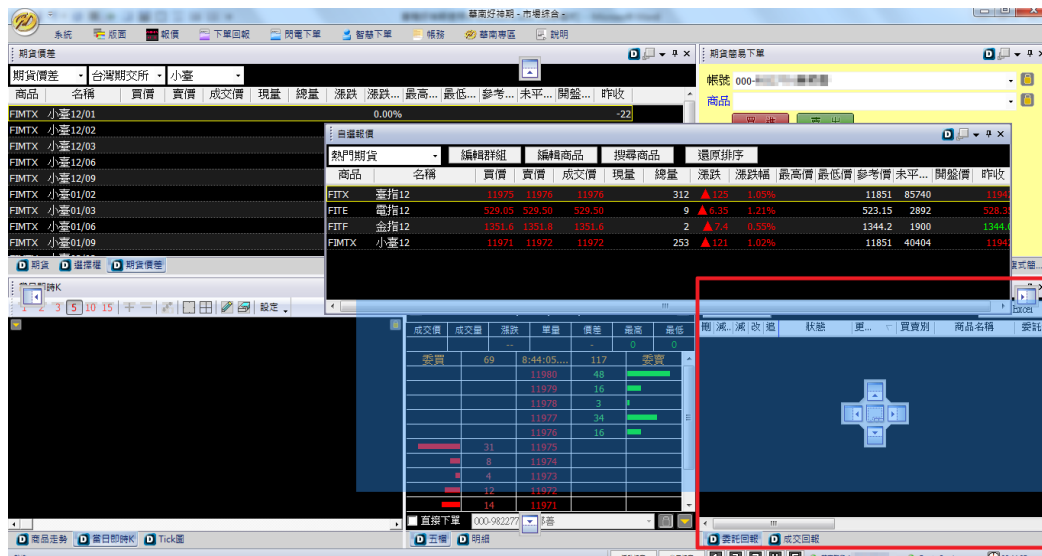 華南好神期 - 市場綜合 -
系統 版面 報價 下單回報 閃電下單 智慧下單 帳務 華南專區 說明
期貨價差
期貨價差 台灣期交所 小臺
商品 名稱 買價 賣價 成交價 現量 總量 漲跌 漲跌... 最高... 最低... 參考... 未平... 開盤... 昨收
FIMTX 小臺12/01 0.00% -22
FIMTX 小臺12/02
FIMTX 小臺12/03
FIMTX 小臺12/06
FIMTX 小臺12/09
FIMTX 小臺01/02
FIMTX 小臺01/03
FIMTX 小臺01/06
FIMTX 小臺01/09
期貨 選擇權 期貨價差
期貨簡易下單
帳號 000-
商品
自選報價
熱門期貨 編輯群組 編輯商品 搜尋商品 還原排序
商品 名稱 買價 賣價 成交價 現量 總量 漲跌 漲跌幅 最高價 最低價 參考價 未平... 開盤價 昨收
FITX 臺指12 11975 11976 11976 312 ▲125 1.05% 11851 85740
FITE 電指12 529.05 529.50 529.50 9 ▲6.35 1.21% 523.15 2892
FITF 金指12 1351.6 1351.8 1351.6 2 ▲7.4 0.55% 1344.2 1900 1344.
FIMTX 小臺12 11971 11972 11972 253 ▲121 1.02% 11851 40404
時K
1 2 3 5 10 15 設定
成交價 成交量 漲跌 單量 價差 最高 最低
-- - 0 0
委買 69 8:44:05.... 117 委賣
11980 48
11979 16
11978 3
11977 34
11976 16
31 11975
8 11974
4 11973
12 11972
14 11971
直接下單 000-982277
五檔 明細
商品走勢 當日即時K Tick圖
Excel
刪 減.. 減 改 追 狀態 更... 買賣別 商品名稱 委託
委託回報 成交回報